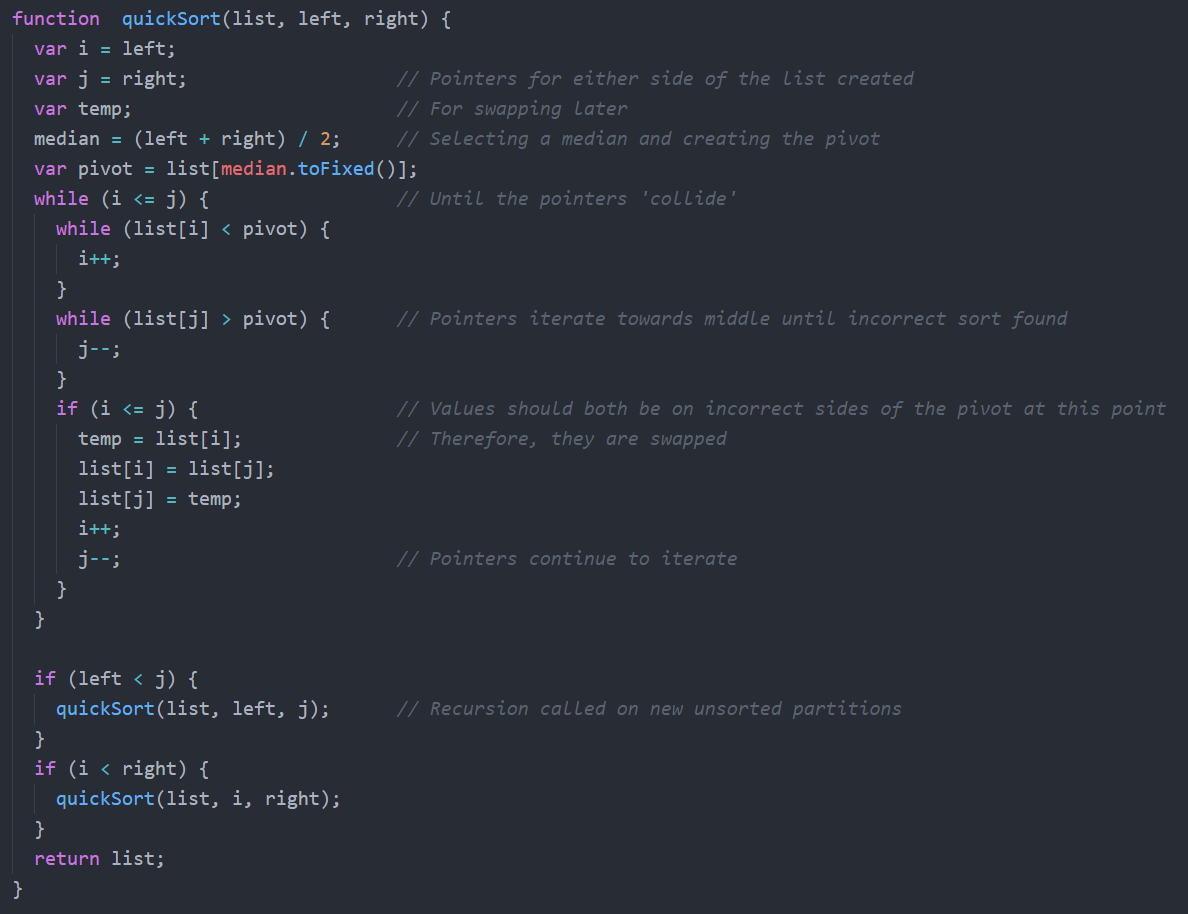 function  quickSort(list, left, right) {
  var i = left;
  var j = right;                   // Pointers for either side of the list created
  var temp;                        // For swapping later
  median = (left + right) / 2;     // Selecting a median and creating the pivot
  var pivot = list[median.toFixed()];
  while (i <= j) {                 // Until the pointers 'collide'
    while (list[i] < pivot) {
      i++;
    }
    while (list[j] > pivot) {      // Pointers iterate towards middle until incorrect sort found
      j--;
    }
    if (i <= j) {                  // Values should both be on incorrect sides of the pivot at this point
      temp = list[i];              // Therefore, they are swapped
      list[i] = list[j];
      list[j] = temp;
      i++;
      j--;                         // Pointers continue to iterate
    }
  }

  if (left < j) {
    quickSort(list, left, j);      // Recursion called on new unsorted partitions
  }
  if (i < right) {
    quickSort(list, i, right);
  }
  return list;
}